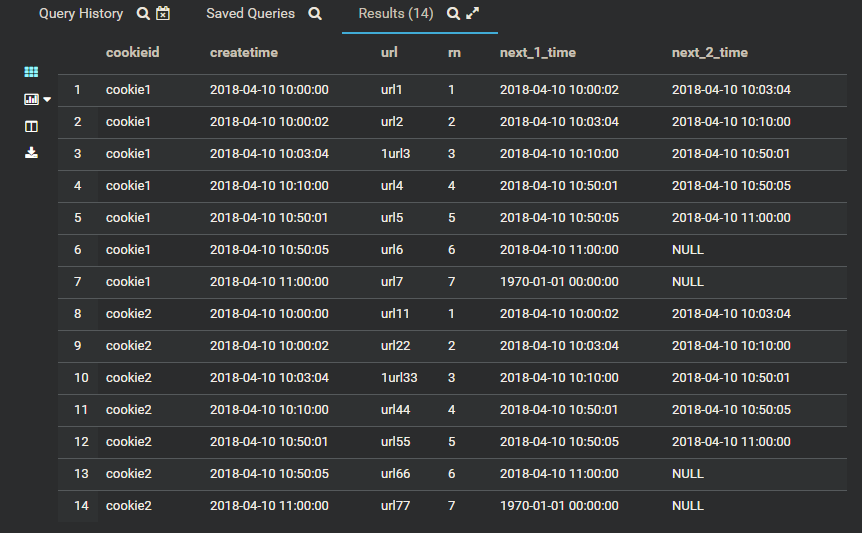 Query History Saved Queries Results (14)
cookieid createtime url rn next_1_time next_2_time
1 cookie1 2018-04-10 10:00:00 url1 1 2018-04-10 10:00:02 2018-04-10 10:03:04
2 cookie1 2018-04-10 10:00:02 url2 2 2018-04-10 10:03:04 2018-04-10 10:10:00
3 cookie1 2018-04-10 10:03:04 1url3 3 2018-04-10 10:10:00 2018-04-10 10:50:01
4 cookie1 2018-04-10 10:10:00 url4 4 2018-04-10 10:50:01 2018-04-10 10:50:05
5 cookie1 2018-04-10 10:50:01 url5 5 2018-04-10 10:50:05 2018-04-10 11:00:00
6 cookie1 2018-04-10 10:50:05 url6 6 2018-04-10 11:00:00 NULL
7 cookie1 2018-04-10 11:00:00 url7 7 1970-01-01 00:00:00 NULL
8 cookie2 2018-04-10 10:00:00 url11 1 2018-04-10 10:00:02 2018-04-10 10:03:04
9 cookie2 2018-04-10 10:00:02 url22 2 2018-04-10 10:03:04 2018-04-10 10:10:00
10 cookie2 2018-04-10 10:03:04 1url33 3 2018-04-10 10:10:00 2018-04-10 10:50:01
11 cookie2 2018-04-10 10:10:00 url44 4 2018-04-10 10:50:01 2018-04-10 10:50:05
12 cookie2 2018-04-10 10:50:01 url55 5 2018-04-10 10:50:05 2018-04-10 11:00:00
13 cookie2 2018-04-10 10:50:05 url66 6 2018-04-10 11:00:00 NULL
14 cookie2 2018-04-10 11:00:00 url77 7 1970-01-01 00:00:00 NULL